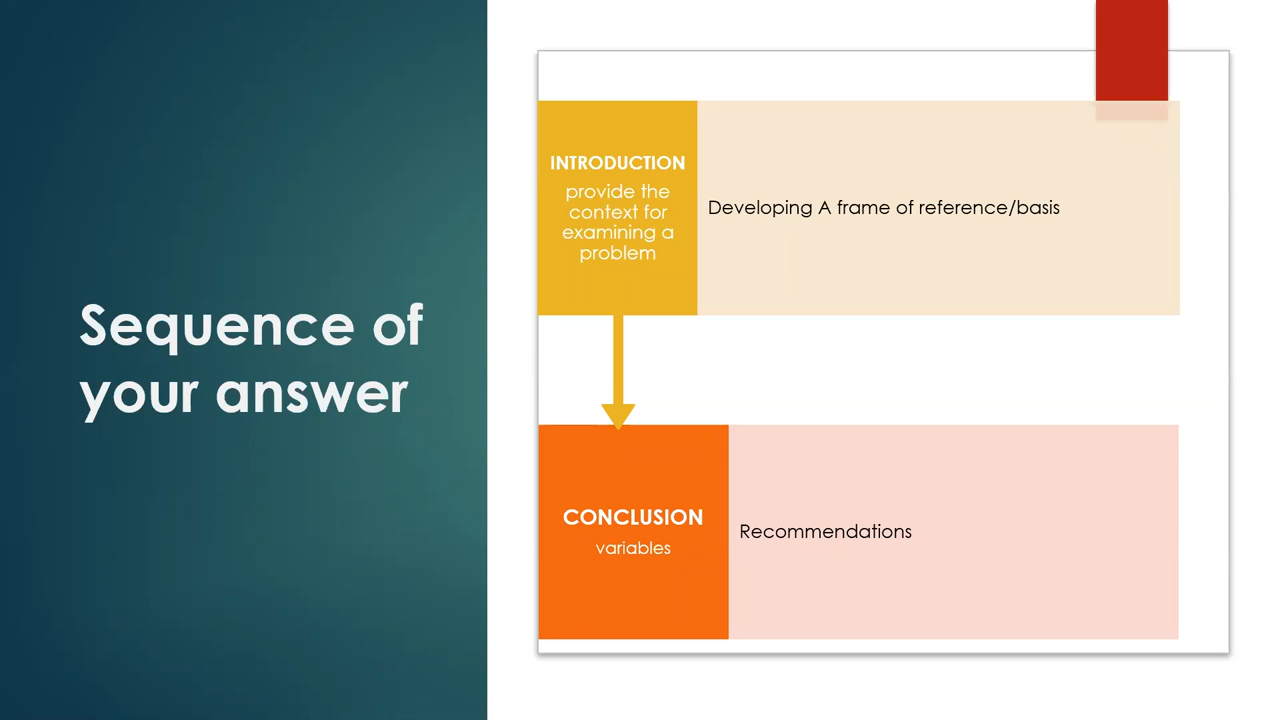 Sequence of
your answer
INTRODUCTION
provide the
context for
examining a
problem
Developing A frame of reference/basis
CONCLUSION
variables
Recommendations